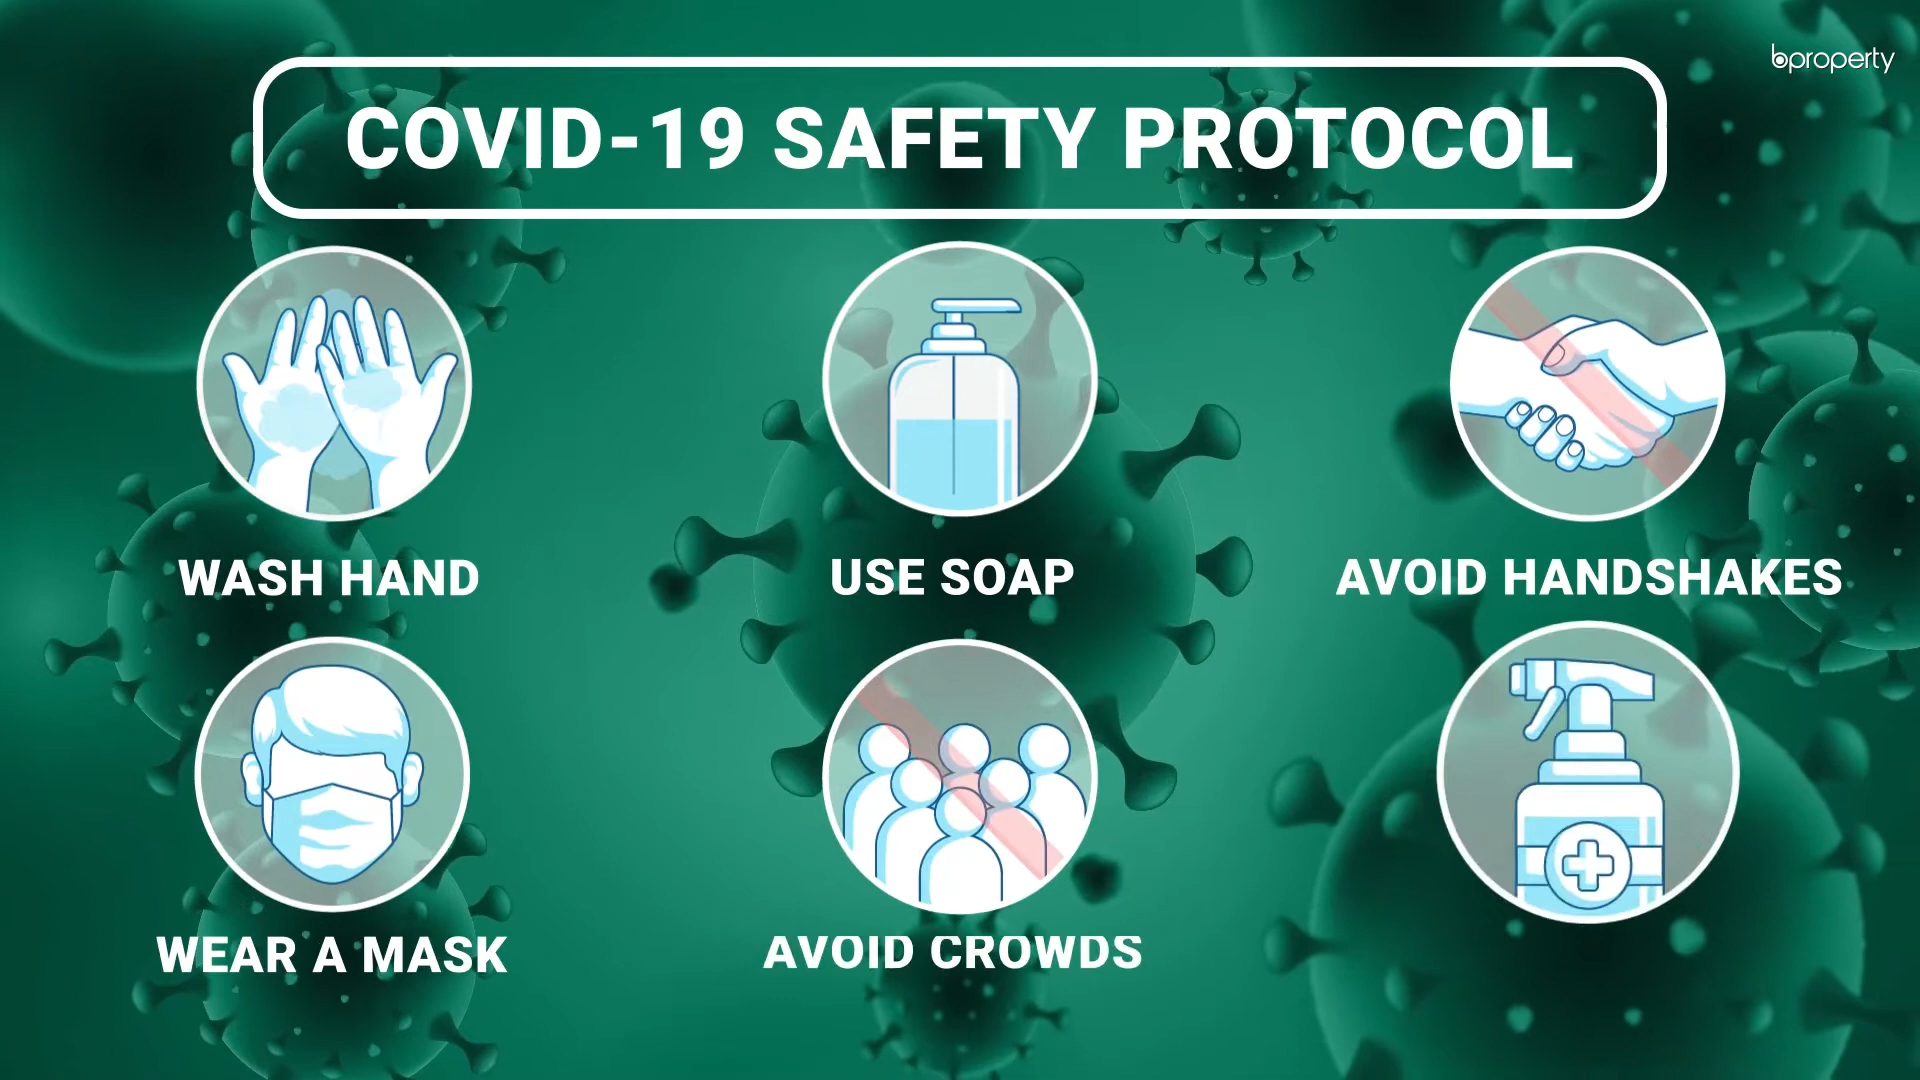 bproperty
COVID-19 SAFETY PROTOCOL
WASH HAND
USE SOAP
AVOID HANDSHAKES
WEAR A MASK
AVOID CROWDS